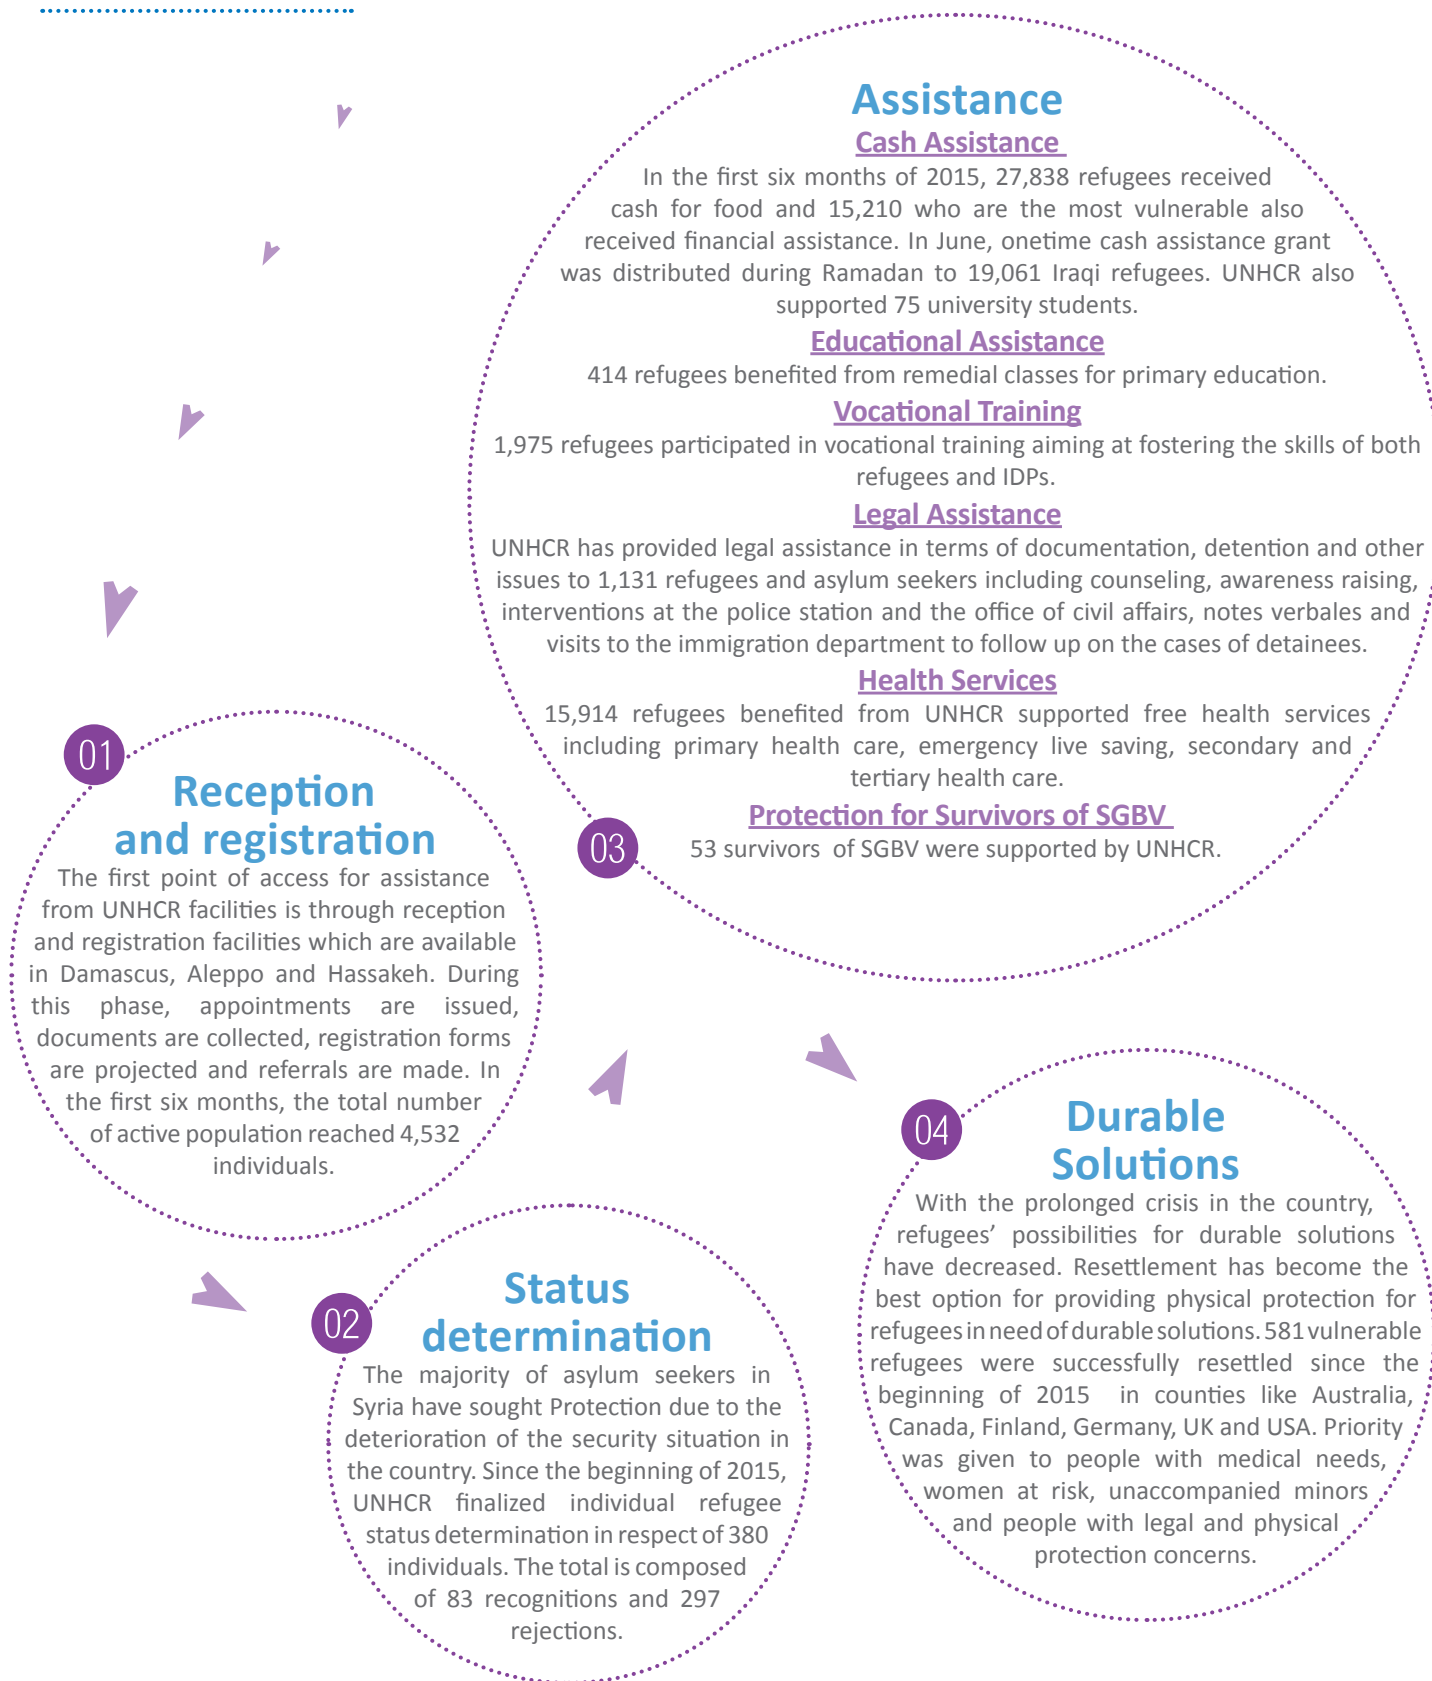 01
Reception
and registration
The first point of access for assistance
from UNHCR facilities is through reception
and registration facilities which are available
in Damascus, Aleppo and Hassakeh. During
this phase, appointments are issued,
documents are collected, registration forms
are projected and referrals are made. In
the first six months, the total number
of active population reached 4,532
individuals.
02
Status
determination
The majority of asylum seekers in
Syria have sought Protection due to the
deterioration of the security situation in
the country. Since the beginning of 2015,
UNHCR finalized individual refugee
status determination in respect of 380
individuals. The total is composed
of 83 recognitions and 297
rejections.
03
Assistance
Cash Assistance
In the first six months of 2015, 27,838 refugees received
cash for food and 15,210 who are the most vulnerable also
received financial assistance. In June, onetime cash assistance grant
was distributed during Ramadan to 19,061 Iraqi refugees. UNHCR also
supported 75 university students.
Educational Assistance
414 refugees benefited from remedial classes for primary education.
Vocational Training
1,975 refugees participated in vocational training aiming at fostering the skills of both
refugees and IDPs.
Legal Assistance
UNHCR has provided legal assistance in terms of documentation, detention and other
issues to 1,131 refugees and asylum seekers including counseling, awareness raising,
interventions at the police station and the office of civil affairs, notes verbales and
visits to the immigration department to follow up on the cases of detainees.
Health Services
15,914 refugees benefited from UNHCR supported free health services
including primary health care, emergency live saving, secondary and
tertiary health care.
Protection for Survivors of SGBV
53 survivors of SGBV were supported by UNHCR.
04
Durable
Solutions
With the prolonged crisis in the country,
refugees’ possibilities for durable solutions
have decreased. Resettlement has become the
best option for providing physical protection for
refugees in need of durable solutions. 581 vulnerable
refugees were successfully resettled since the
beginning of 2015 in counties like Australia,
Canada, Finland, Germany, UK and USA. Priority
was given to people with medical needs,
women at risk, unaccompanied minors
and people with legal and physical
protection concerns.